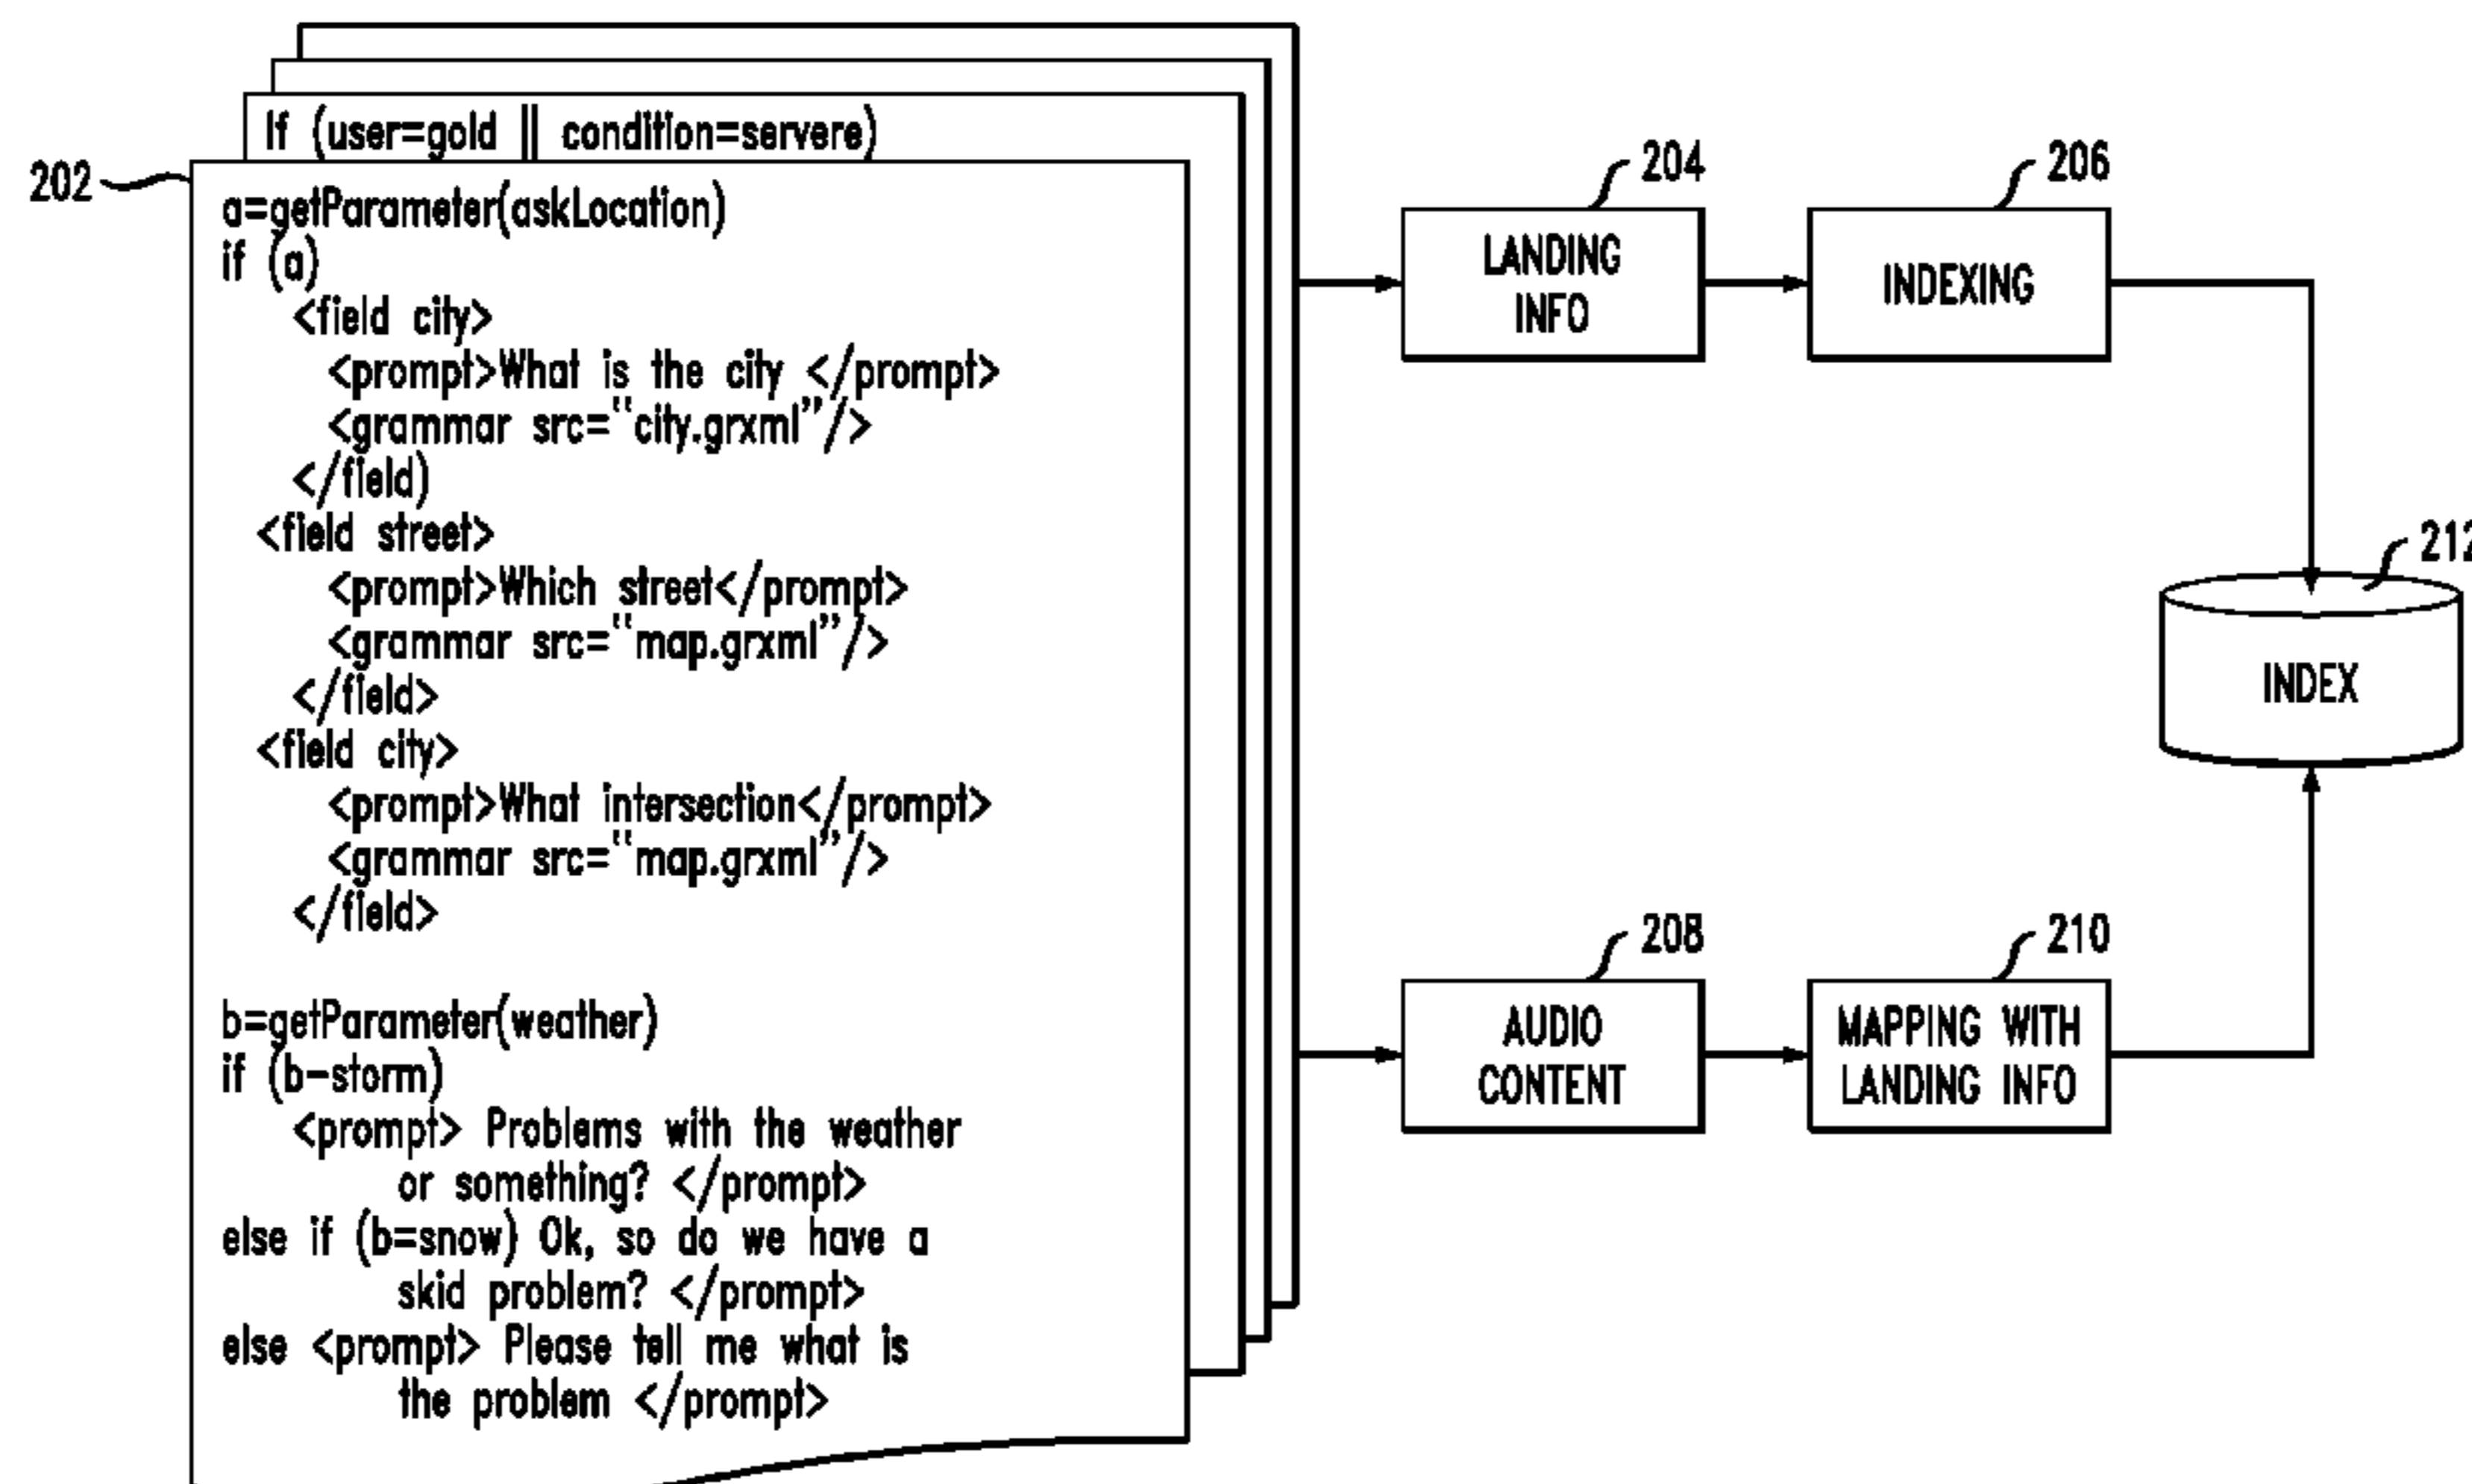 If (user=gold || condition=servere)
202
a=getParameter(askLocation)
if (a)
<field city>
<prompt>What is the city </prompt>
<grammar src="city.grxml"/>
</field)
<field street>
<prompt>Which street</prompt>
<grammar src="map.grxml"/>
</field>
<field city>
<prompt>What intersection</prompt>
<grammar src="map.grxml"/>
</field>
b=getParameter(weather)
if (b-storm)
<prompt> Problems with the weather
or something? </prompt>
else if (b=snow) Ok, so do we have a
skid problem? </prompt>
else <prompt> Please tell me what is
the problem </prompt>
204
LANDING
INFO
206
INDEXING
212
INDEX
208
AUDIO
CONTENT
210
MAPPING WITH
LANDING INFO